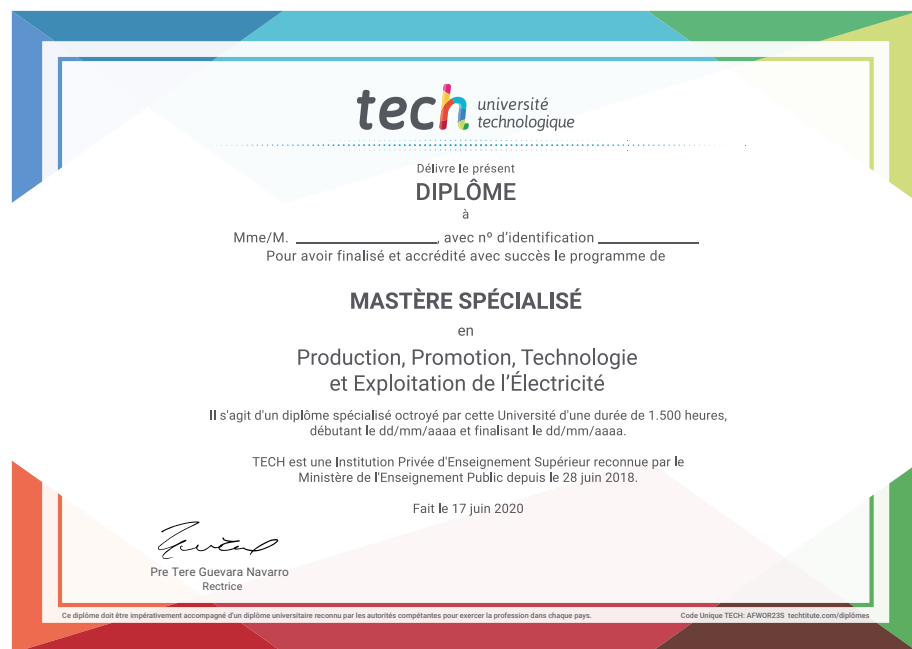 tech université
technologique
Délivre le présent
DIPLÔME
à
Mme/M. ____________, avec nº d'identification ____________
Pour avoir finalisé et accrédité avec succès le programme de
MASTÈRE SPÉCIALISÉ
en
Production, Promotion, Technologie
et Exploitation de l'Électricité
Il s'agit d'un diplôme spécialisé octroyé par cette Université d'une durée de 1.500 heures,
débutant le dd/mm/aaaa et finalisant le dd/mm/aaaa.
TECH est une Institution Privée d'Enseignement Supérieur reconnue par le
Ministère de l'Enseignement Public depuis le 28 juin 2018.
Fait le 17 juin 2020
Pre Tere Guevara Navarro
Rectrice
Ce diplôme doit être impérativement accompagné d'un diplôme universitaire reconnu par les autorités compétantes pour exercer la profession dans chaque pays.
Code Unique TECH: AFWOR23S techtitute.com/diplômes